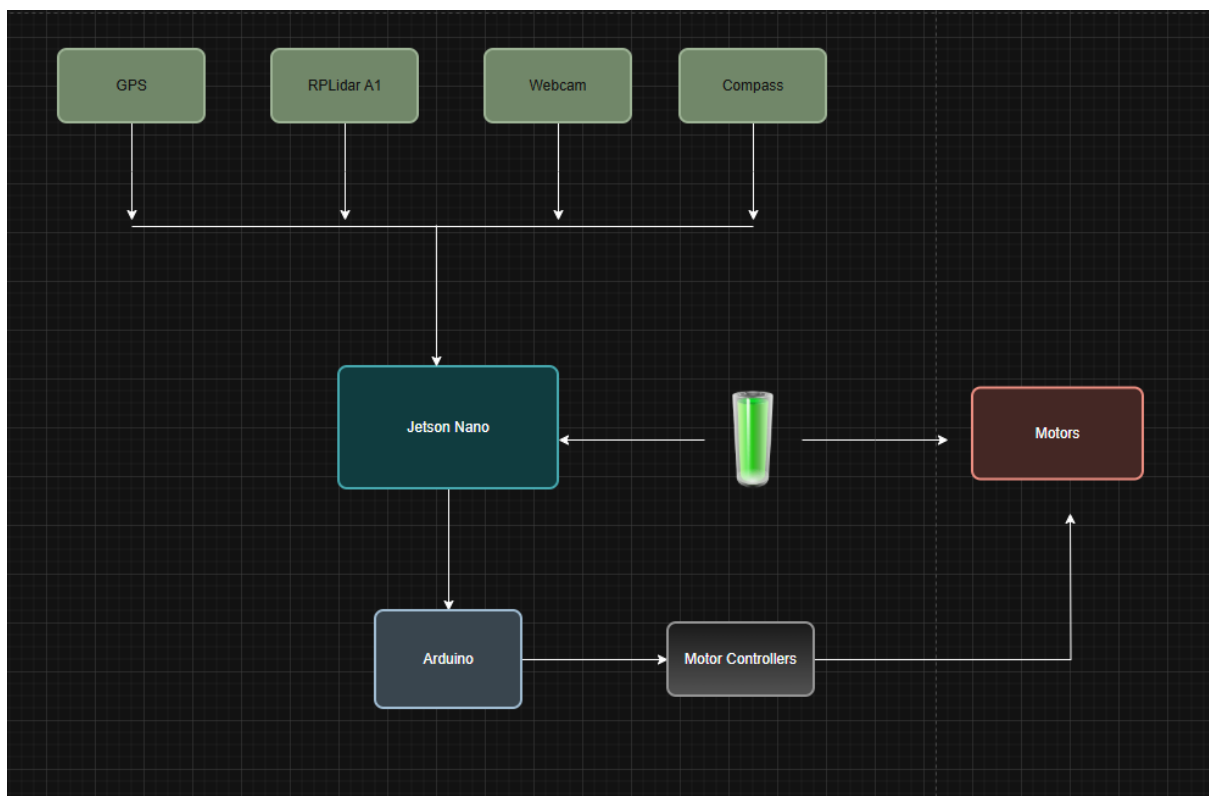 GPS
RPLidar A1
Webcam
Compass
Jetson Nano
Motors
Arduino
Motor Controllers